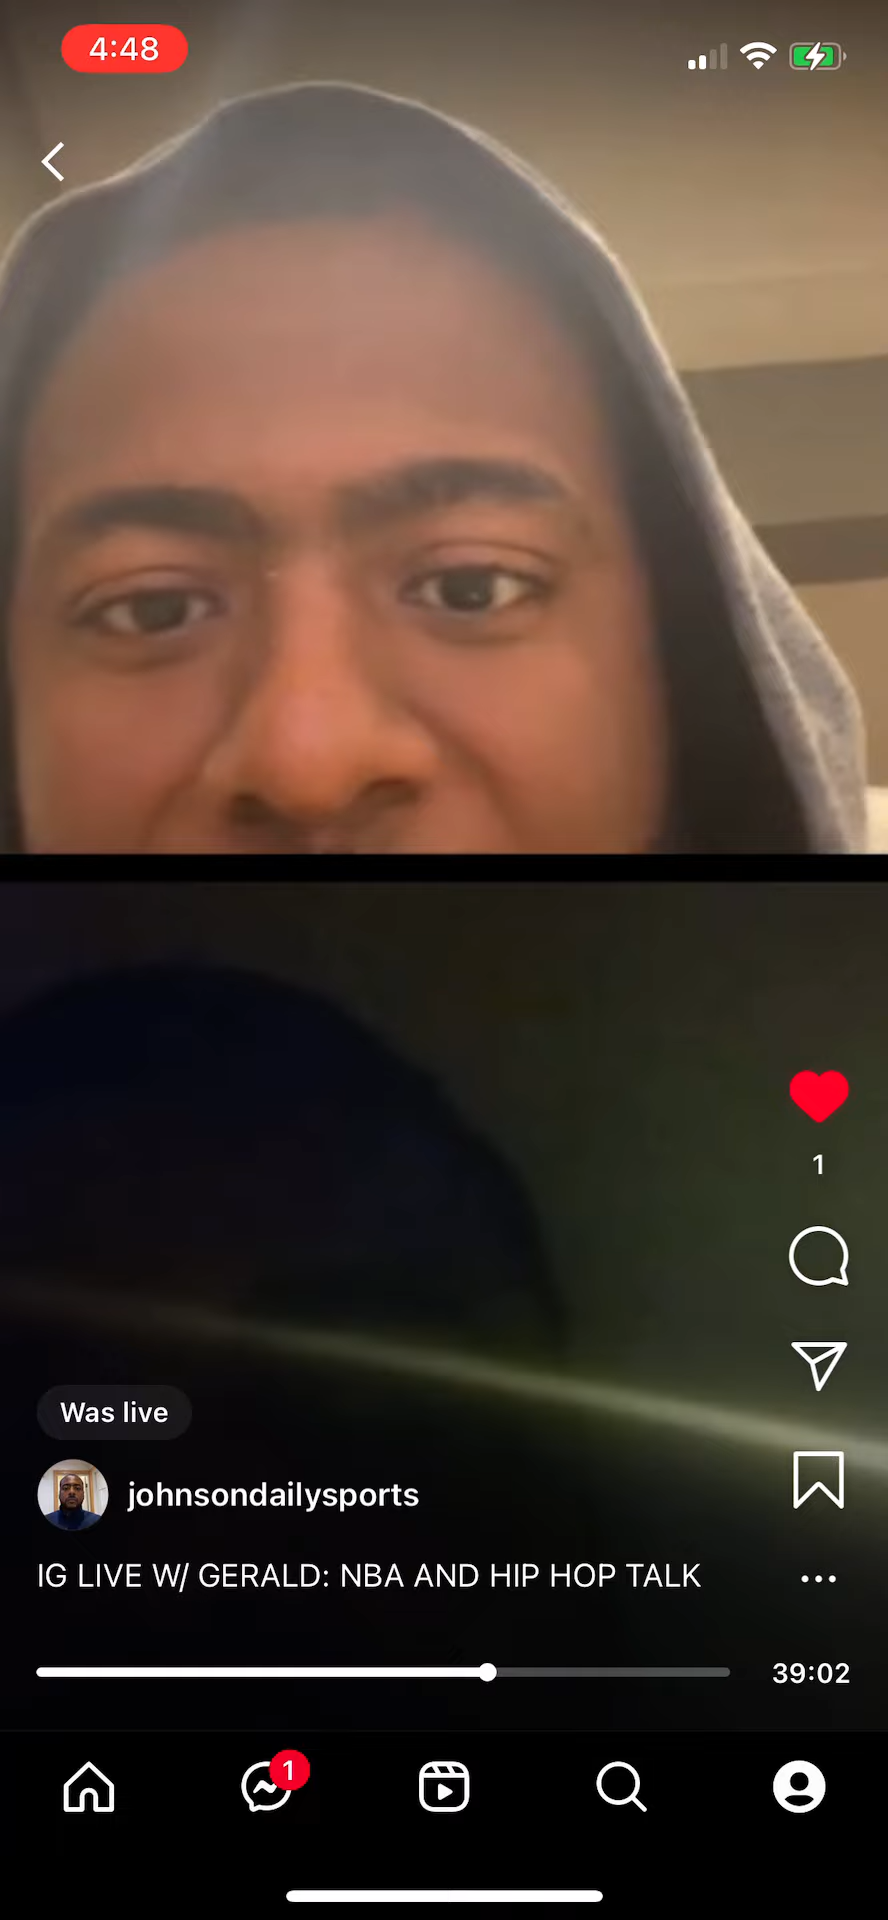 4:48
1
Was live
johnsondailysports
IG LIVE W/ GERALD: NBA AND HIP HOP TALK
39:02
1